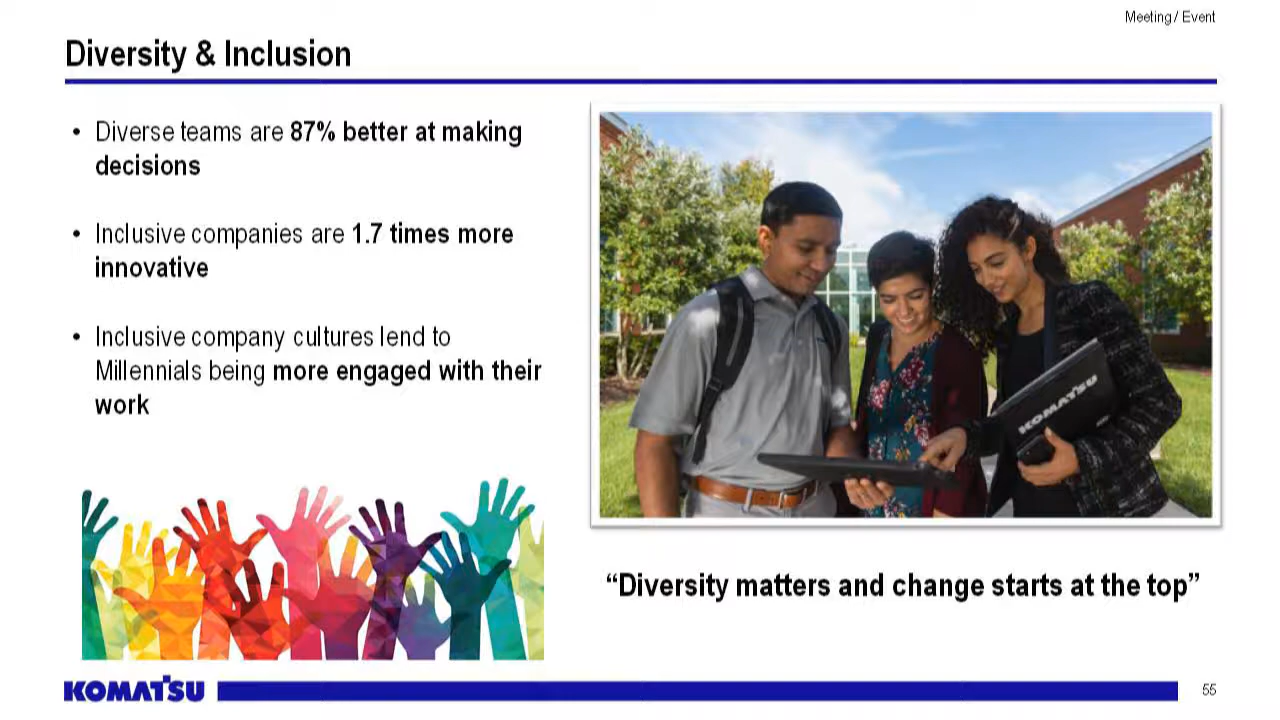 Meeting / Event
Diversity & Inclusion
• Diverse teams are 87% better at making
decisions
• Inclusive companies are 1.7 times more
innovative
• Inclusive company cultures lend to
Millennials being more engaged with their
work
KOMATSU
“Diversity matters and change starts at the top”
KOMATSU
55